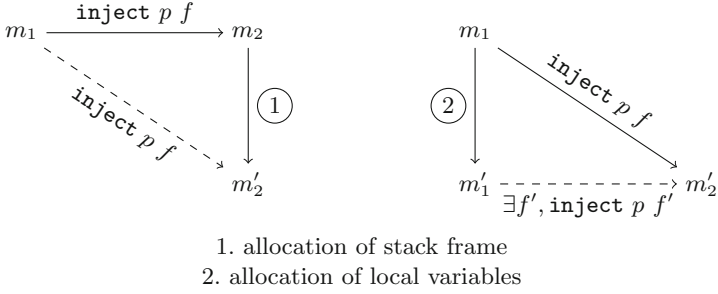 m₁ inject p f m₂
m₁
inject p f
1
2
inject p f
m′₂
m′₁
m′₂
∃f′, inject p f′
1. allocation of stack frame
2. allocation of local variables